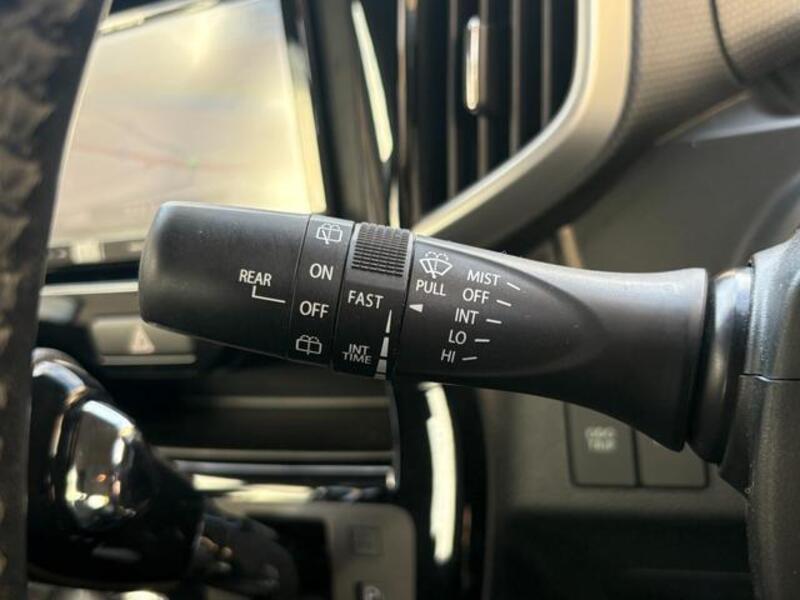 REAR
ON
OFF
FAST
INT
TIME
PULL
MIST
OFF
INT
LO
HI